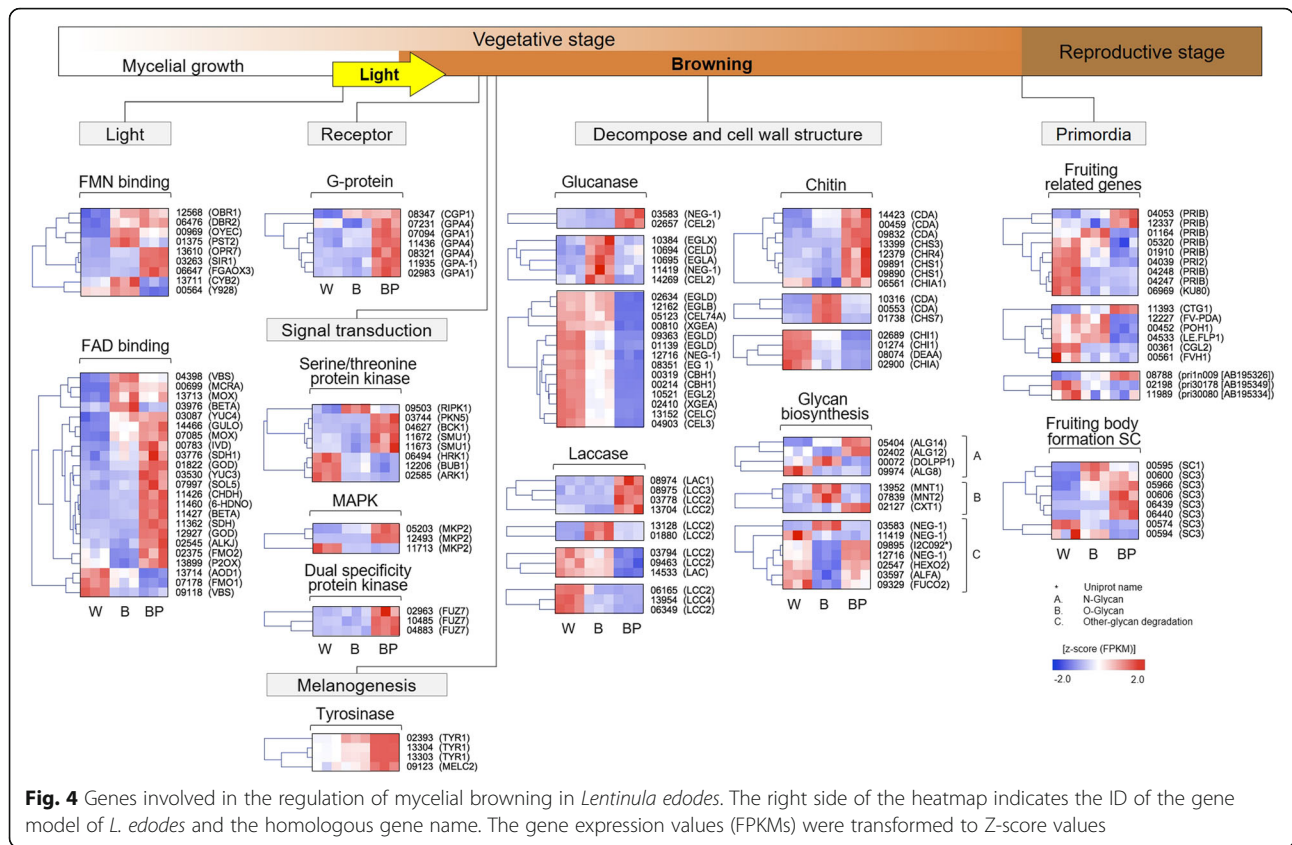 Vegetative stage
Reproductive stage
Mycelial growth
Light
Browning
Light
FMN binding
12568 (OBR1)
06476 (DBR2)
00969 (OYEC)
01375 (PST2)
13610 (OPR7)
03263 (SIR1)
06647 (FGAOX3)
13711 (CYB2)
00564 (Y928)
FAD binding
04398 (VBS)
00699 (MCRA)
13713 (MOX)
03976 (BETA)
03087 (YUC4)
14466 (GULO)
07085 (MOX)
00783 (IVD)
03776 (SDH1)
01822 (GOD)
03530 (YUC3)
07997 (SOL5)
11426 (CHDH)
11460 (6-HDNO)
11427 (BETA)
11362 (SDH)
12927 (GOD)
02545 (ALKJ)
02375 (FMO2)
13899 (P2OX)
13714 (AOD1)
07178 (FMO1)
09118 (VBS)
W B BP
Receptor
G-protein
08347 (CGP1)
07231 (GPA4)
07094 (GPA1)
11436 (GPA4)
08321 (GPA4)
11935 (GPA-1)
02983 (GPA1)
W B BP
Signal transduction
Serine/threonine
protein kinase
09503 (RIPK1)
03744 (PKN5)
04627 (BCK1)
11672 (SMU1)
11673 (SMU1)
06494 (HRK1)
12206 (BUB1)
02585 (ARK1)
MAPK
05203 (MKP2)
12493 (MKP2)
11713 (MKP2)
Dual specificity
protein kinase
02963 (FUZ7)
10485 (FUZ7)
04883 (FUZ7)
W B BP
Melanogenesis
Tyrosinase
02393 (TYR1)
13304 (TYR1)
13303 (TYR1)
09123 (MELC2)
Decompose and cell wall structure
Glucanase
03583 (NEG-1)
02657 (CEL2)
10384 (EGLX)
10694 (CELD)
10695 (EGLA)
11419 (NEG-1)
14269 (CEL2)
02634 (EGLD)
12162 (EGLB)
05123 (CEL74A)
00810 (XGEA)
09363 (EGLD)
01139 (EGLD)
12716 (NEG-1)
08351 (EG 1)
00319 (CBH1)
00214 (CBH1)
10521 (EGL2)
02410 (XGEA)
13152 (CELC)
04903 (CEL3)
Laccase
08974 (LAC1)
08975 (LCC3)
03778 (LCC2)
13704 (LCC2)
13128 (LCC2)
01880 (LCC2)
03794 (LCC2)
09463 (LCC2)
14533 (LAC)
06165 (LCC2)
13954 (LCC4)
06349 (LCC2)
W B BP
Chitin
14423 (CDA)
00459 (CDA)
09832 (CDA)
13399 (CHS3)
12379 (CHR4)
09891 (CHS1)
09890 (CHS1)
06561 (CHIA1)
10316 (CDA)
00553 (CDA)
01738 (CHS7)
02689 (CHI1)
01274 (CHI1)
08074 (DEAA)
02900 (CHIA)
Glycan
biosynthesis
05404 (ALG14)
02402 (ALG12)
00072 (DOLPP1)
09974 (ALG8)
A
13952 (MNT1)
07839 (MNT2)
02127 (CXT1)
B
03583 (NEG-1)
11419 (NEG-1)
09895 (I2C092*)
12716 (NEG-1)
02547 (HEXO2)
03597 (ALFA)
09329 (FUCO2)
C
W B BP
Primordia
Fruiting
related genes
04053 (PRIB)
12337 (PRIB)
01164 (PRIB)
05320 (PRIB)
01910 (PRIB)
04039 (PRI2)
04248 (PRIB)
04247 (PRIB)
06969 (KU80)
11393 (CTG1)
12227 (FV-PDA)
00452 (POH1)
04533 (LE.FLP1)
00361 (CGL2)
00561 (FVH1)
08788 (pri1n009 [AB195326])
02198 (pri30178 [AB195349])
11989 (pri30080 [AB195334])
Fruiting body
formation SC
00595 (SC1)
00600 (SC3)
05966 (SC3)
00606 (SC3)
06439 (SC3)
06440 (SC3)
00574 (SC3)
00594 (SC3)
W B BP
* Uniprot name
A. N-Glycan
B. O-Glycan
C. Other-glycan degradation
[z-score (FPKM)]
-2.0 2.0
Fig. 4 Genes involved in the regulation of mycelial browning in Lentinula edodes. The right side of the heatmap indicates the ID of the gene
model of L. edodes and the homologous gene name. The gene expression values (FPKMs) were transformed to Z-score values